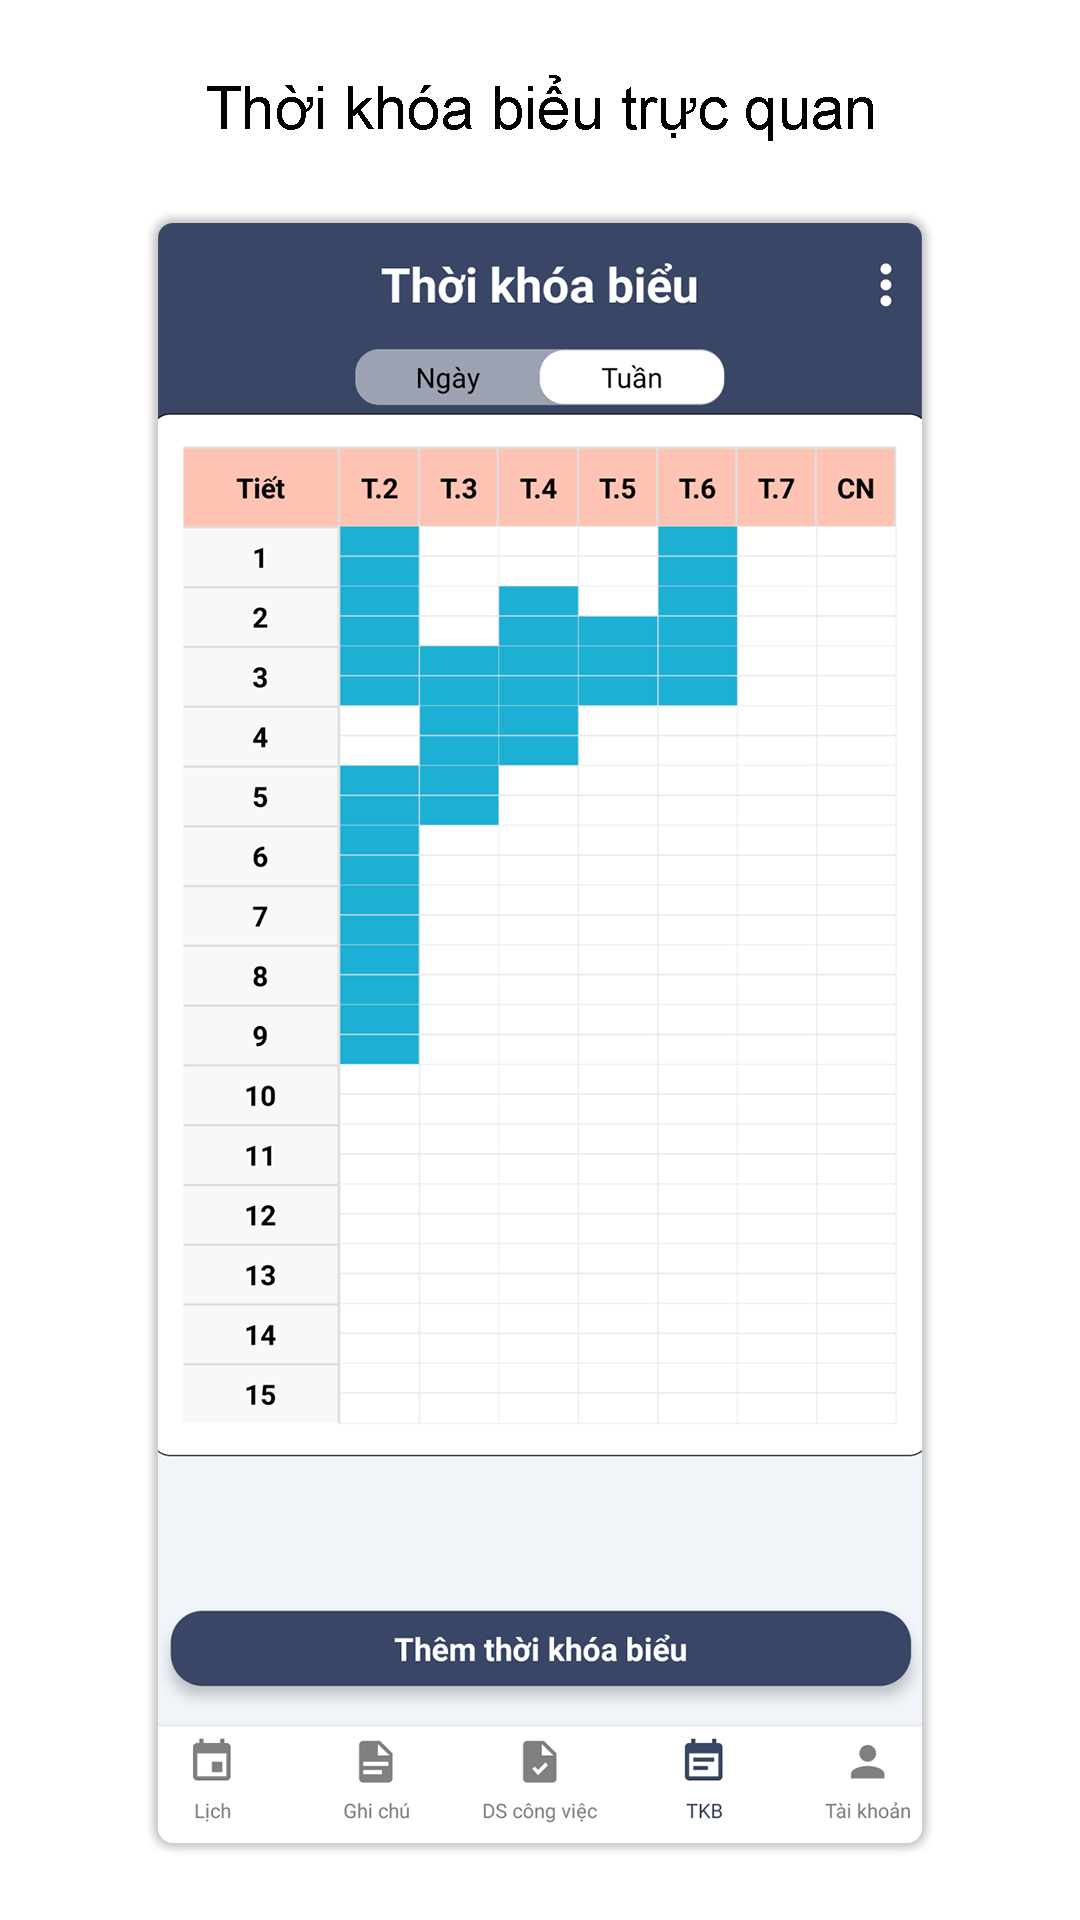 Thời khóa biểu trực quan
Thời khóa biểu
Ngày Tuần
Tiết T.2 T.3 T.4 T.5 T.6 T.7 CN
1
2
3
4
5
6
7
8
9
10
11
12
13
14
15
Thêm thời khóa biểu
Lịch Ghi chú DS công việc TKB Tài khoản